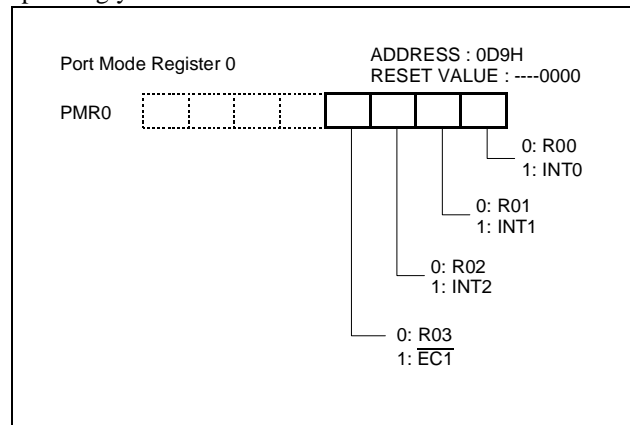 Port Mode Register 0
ADDRESS : 0D9H
RESET VALUE : ----0000
PMR0
0: R00
1: INT0
0: R01
1: INT1
0: R02
1: INT2
0: R03
1: E̅C̅1̅